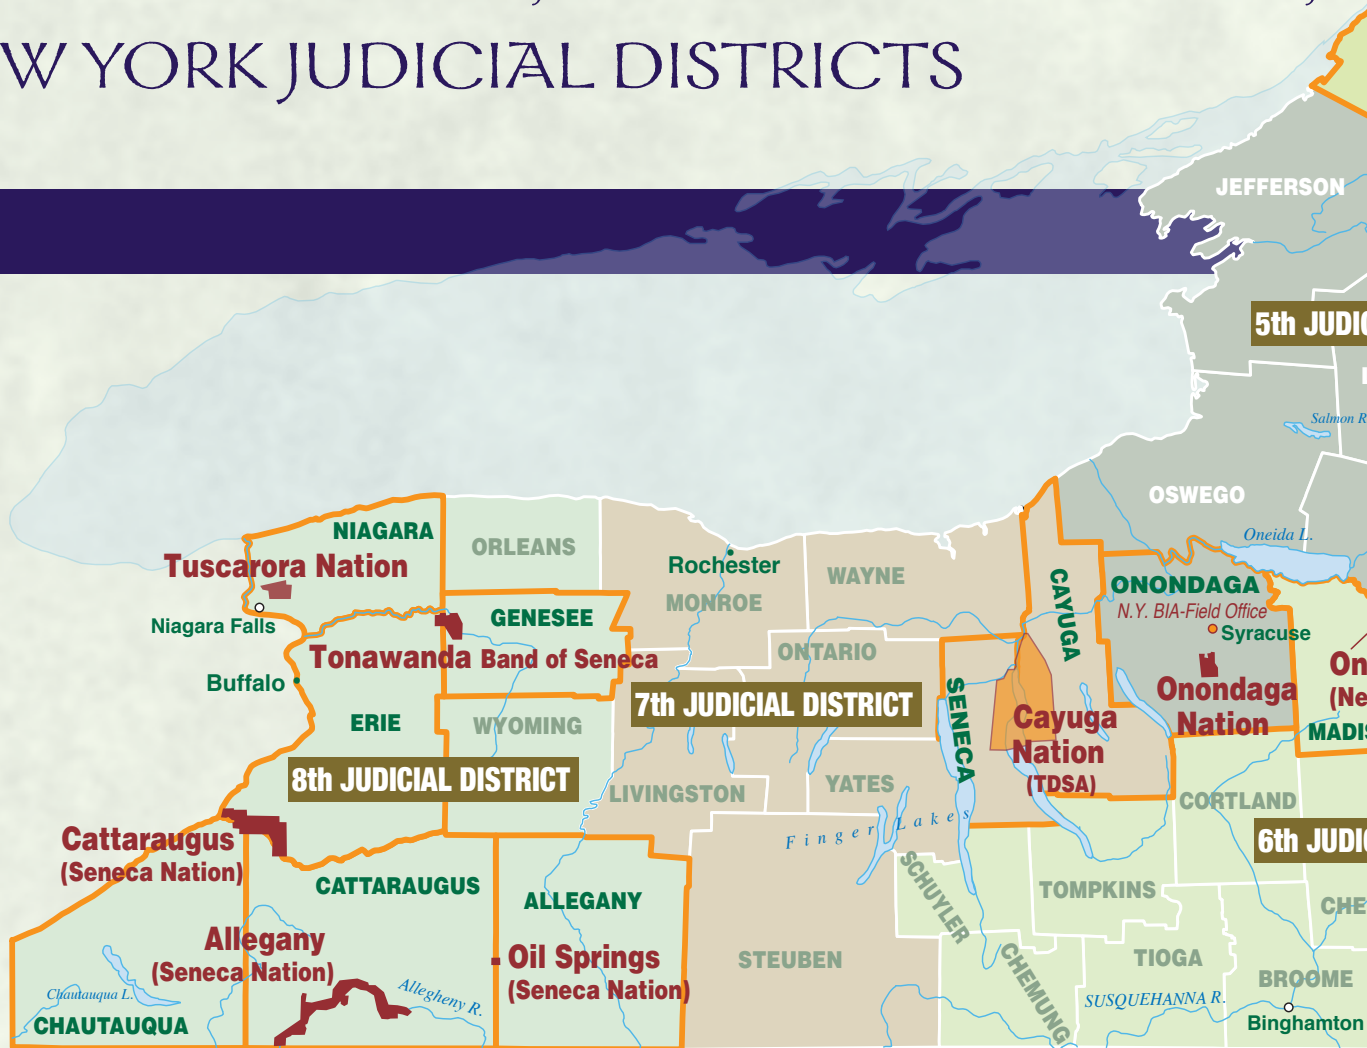 W YORK JUDICIAL DISTRICTS
JEFFERSON
5th JUDIC
Salmon R
OSWEGO
Oneida L.
NIAGARA
ORLEANS
Tuscarora Nation
Rochester
WAYNE
MONROE
CAYUGA
ONONDAGA
N.Y. BIA-Field Office
Syracuse
Niagara Falls
GENESEE
Tonawanda Band of Seneca
ONTARIO
On
(Ne
Buffalo
7th JUDICIAL DISTRICT
SENECA
Onondaga
Nation
ERIE
WYOMING
Cayuga
Nation
(TDSA)
MADIS
8th JUDICIAL DISTRICT
LIVINGSTON
YATES
CORTLAND
Finger Lakes
6th JUDIC
Cattaraugus
(Seneca Nation)
CATTARAUGUS
ALLEGANY
SCHUYLER
TOMPKINS
CHE
Allegany
(Seneca Nation)
Oil Springs
(Seneca Nation)
STEUBEN
CHEMUNG
TIOGA
BROOME
Chautauqua L.
Allegheny R.
SUSQUEHANNA R.
CHAUTAUQUA
Binghamton